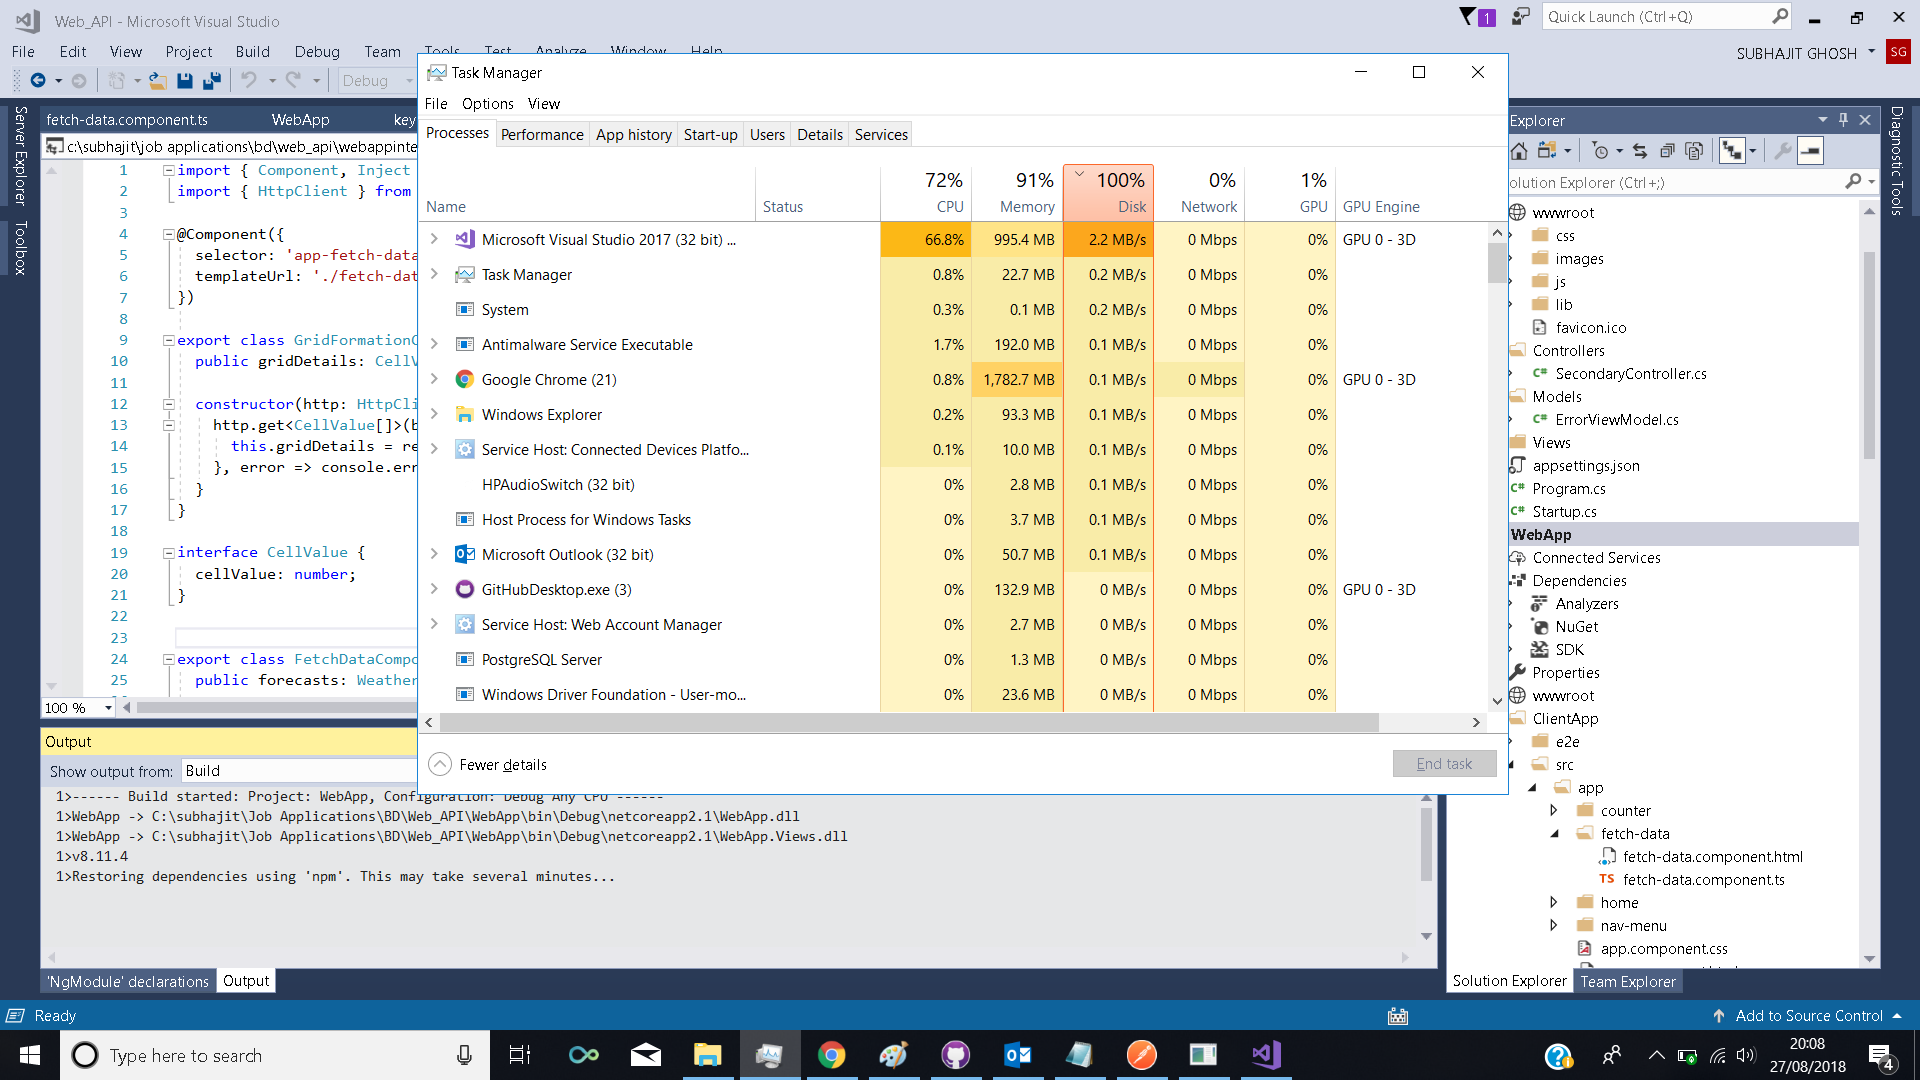 Web_API - Microsoft Visual Studio
1
Quick Launch (Ctrl+Q)
File Edit View Project Build Debug Team Tools Test Analyze Window Help
SUBHAJIT GHOSH SG
Debug
Server Explorer
Toolbox
fetch-data.component.ts WebApp key
c:\subhajit\job applications\bd\web_api\webappinte
1 import { Component, Inject
2 import { HttpClient } from
3
4 @Component({
5 selector: 'app-fetch-data
6 templateUrl: './fetch-dat
7 })
8
9 export class GridFormationC
10 public gridDetails: CellV
11
12 constructor(http: HttpCli
13 http.get<CellValue[]>(b
14 this.gridDetails = re
15 }, error => console.err
16 }
17 }
18
19 interface CellValue {
20 cellValue: number;
21 }
22
23
24 export class FetchDataCompo
25 public forecasts: Weather
100 %
Task Manager
File Options View
Processes Performance App history Start-up Users Details Services
72% 91% 100% 0% 1%
Name Status CPU Memory Disk Network GPU GPU Engine
Microsoft Visual Studio 2017 (32 bit) ... 66.8% 995.4 MB 2.2 MB/s 0 Mbps 0% GPU 0 - 3D
Task Manager 0.8% 22.7 MB 0.2 MB/s 0 Mbps 0%
System 0.3% 0.1 MB 0.2 MB/s 0 Mbps 0%
Antimalware Service Executable 1.7% 192.0 MB 0.1 MB/s 0 Mbps 0%
Google Chrome (21) 0.8% 1,782.7 MB 0.1 MB/s 0 Mbps 0% GPU 0 - 3D
Windows Explorer 0.2% 93.3 MB 0.1 MB/s 0 Mbps 0%
Service Host: Connected Devices Platfo... 0.1% 10.0 MB 0.1 MB/s 0 Mbps 0%
HPAudioSwitch (32 bit) 0% 2.8 MB 0.1 MB/s 0 Mbps 0%
Host Process for Windows Tasks 0% 3.7 MB 0.1 MB/s 0 Mbps 0%
Microsoft Outlook (32 bit) 0% 50.7 MB 0.1 MB/s 0 Mbps 0%
GitHubDesktop.exe (3) 0% 132.9 MB 0 MB/s 0 Mbps 0% GPU 0 - 3D
Service Host: Web Account Manager 0% 2.7 MB 0 MB/s 0 Mbps 0%
PostgreSQL Server 0% 1.3 MB 0 MB/s 0 Mbps 0%
Windows Driver Foundation - User-mo... 0% 23.6 MB 0 MB/s 0 Mbps 0%
Fewer details End task
Explorer
olution Explorer (Ctrl+;)
wwwroot
css
images
js
lib
favicon.ico
Controllers
C# SecondaryController.cs
Models
C# ErrorViewModel.cs
Views
appsettings.json
C# Program.cs
C# Startup.cs
WebApp
Connected Services
Dependencies
Analyzers
NuGet
SDK
Properties
wwwroot
ClientApp
e2e
src
app
counter
fetch-data
fetch-data.component.html
TS fetch-data.component.ts
home
nav-menu
app.component.css
Solution Explorer Team Explorer
Diagnostic Tools
Output
Show output from: Build
1>------ Build started: Project: WebApp, Configuration: Debug Any CPU ------
1>WebApp -> C:\subhajit\Job Applications\BD\Web_API\WebApp\bin\Debug\netcoreapp2.1\WebApp.dll
1>WebApp -> C:\subhajit\Job Applications\BD\Web_API\WebApp\bin\Debug\netcoreapp2.1\WebApp.Views.dll
1>v8.11.4
1>Restoring dependencies using 'npm'. This may take several minutes...
'NgModule' declarations Output
Ready
Add to Source Control
Type here to search
20:08
27/08/2018
4